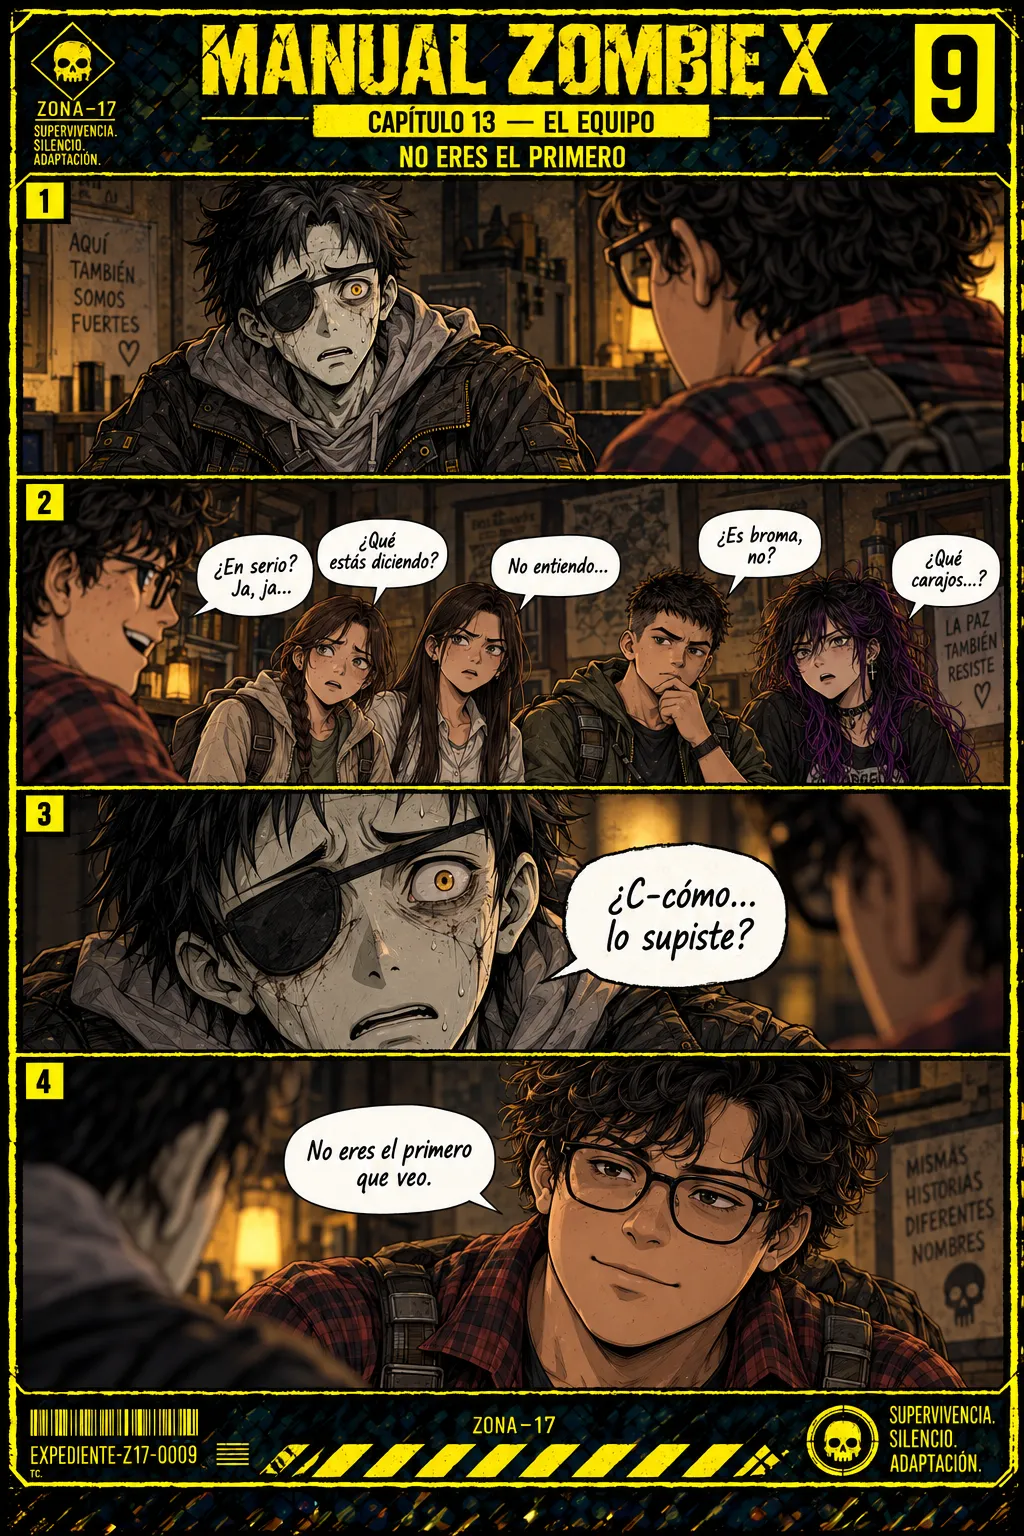 MANUAL ZOMBIE X
9
ZONA-17
SUPERVIVENCIA.
SILENCIO.
ADAPTACIÓN.
CAPÍTULO 13 — EL EQUIPO
NO ERES EL PRIMERO
1
AQUÍ
TAMBIÉN
SOMOS
FUERTES
2
¿En serio?
Ja, ja...
¿Qué
estás diciendo?
No entiendo...
¿Es broma,
no?
¿Qué
carajos...?
LA PAZ
TAMBIÉN
RESISTE
3
¿C-cómo...
lo supiste?
4
No eres el primero
que veo.
MISMAS
HISTORIAS
DIFERENTES
NOMBRES
EXPEDIENTE-Z17-0009
TC.
ZONA-17
SUPERVIVENCIA.
SILENCIO.
ADAPTACIÓN.